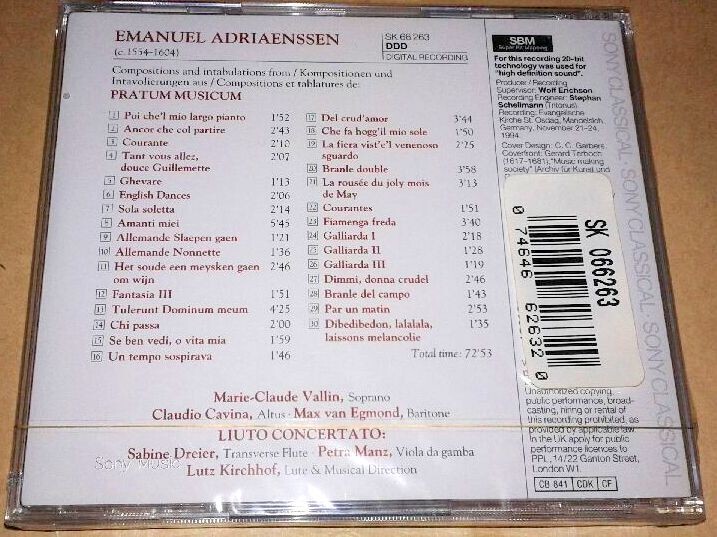 EMANUEL ADRIAENSSEN
(c.1554-1604)
SK 66 263
DDD
DIGITAL RECORDING
Compositions and intabulations from / Kompositionen und
Intavolierungen aus / Compositions et tablatures de:
PRATUM MUSICUM
1 Poi che'l mio largo pianto 1'52
2 Ancor che col partire 2'43
3 Courante 2'10
4 Tant vous allez, 2'07
douce Guillemette
5 Ghevare 1'13
6 English Dances 2'06
7 Sola soletta 2'14
8 Amanti miei 5'45
9 Allemande Slaepen gaen 1'21
10 Allemande Nonnette 1'36
11 Het soude een meysken gaen 2'46
om wijn
12 Fantasia III 1'51
13 Tulerunt Dominum meum 4'25
14 Chi passa 2'00
15 Se ben vedi, o vita mia 1'59
16 Un tempo sospirava 1'46
17 Del crud'amor 3'44
18 Che fa hogg'il mio sole 1'50
19 La fiera vist'e'l venenoso 2'25
sguardo
20 Branle double 3'58
21 La rousée du joly mois 3'13
de May
22 Courantes 1'51
23 Fiamenga freda 3'40
24 Galliarda I 2'18
25 Galliarda II 1'28
26 Galliarda III 1'19
27 Dimmi, donna crudel 2'46
28 Branle del campo 1'43
29 Par un matin 2'53
30 Dibedibedon, lalalala, 1'35
laissons melancolie
Total time: 72'53
Marie-Claude Vallin, Soprano
Claudio Cavina, Altus · Max van Egmond, Baritone
LIUTO CONCERTATO:
Sabine Dreier, Transverse Flute · Petra Manz, Viola da gamba
Lutz Kirchhof, Lute & Musical Direction
Sony Music
SBM
Super Bit Mapping
For this recording 20-bit
technology was used for
"high definition sound".
Producer / Recording
Supervisor: Wolf Erichson
Recording Engineer: Stephan
Schellmann (Tritonus)
Recording: Evangelische
Kirche St. Osdag, Mandelsloh,
Germany, November 21-24,
1994
Cover Design: C. C. Garbers
Coverfront: Gerard Terborch
(1617-1681), "Music making
society" (Archiv für Kunst und
SK 066263
0 74646 62632 0
Unauthorized copying,
public performance, broad-
casting, hiring or rental of
this recording prohibited, as
provided by applicable law.
In the UK apply for public
performance licences to
PPL, 14/22 Ganton Street,
London W1.
CB 841 CDK CF
SONY CLASSICAL · SONY CLASSICAL · SONY CLASSICAL